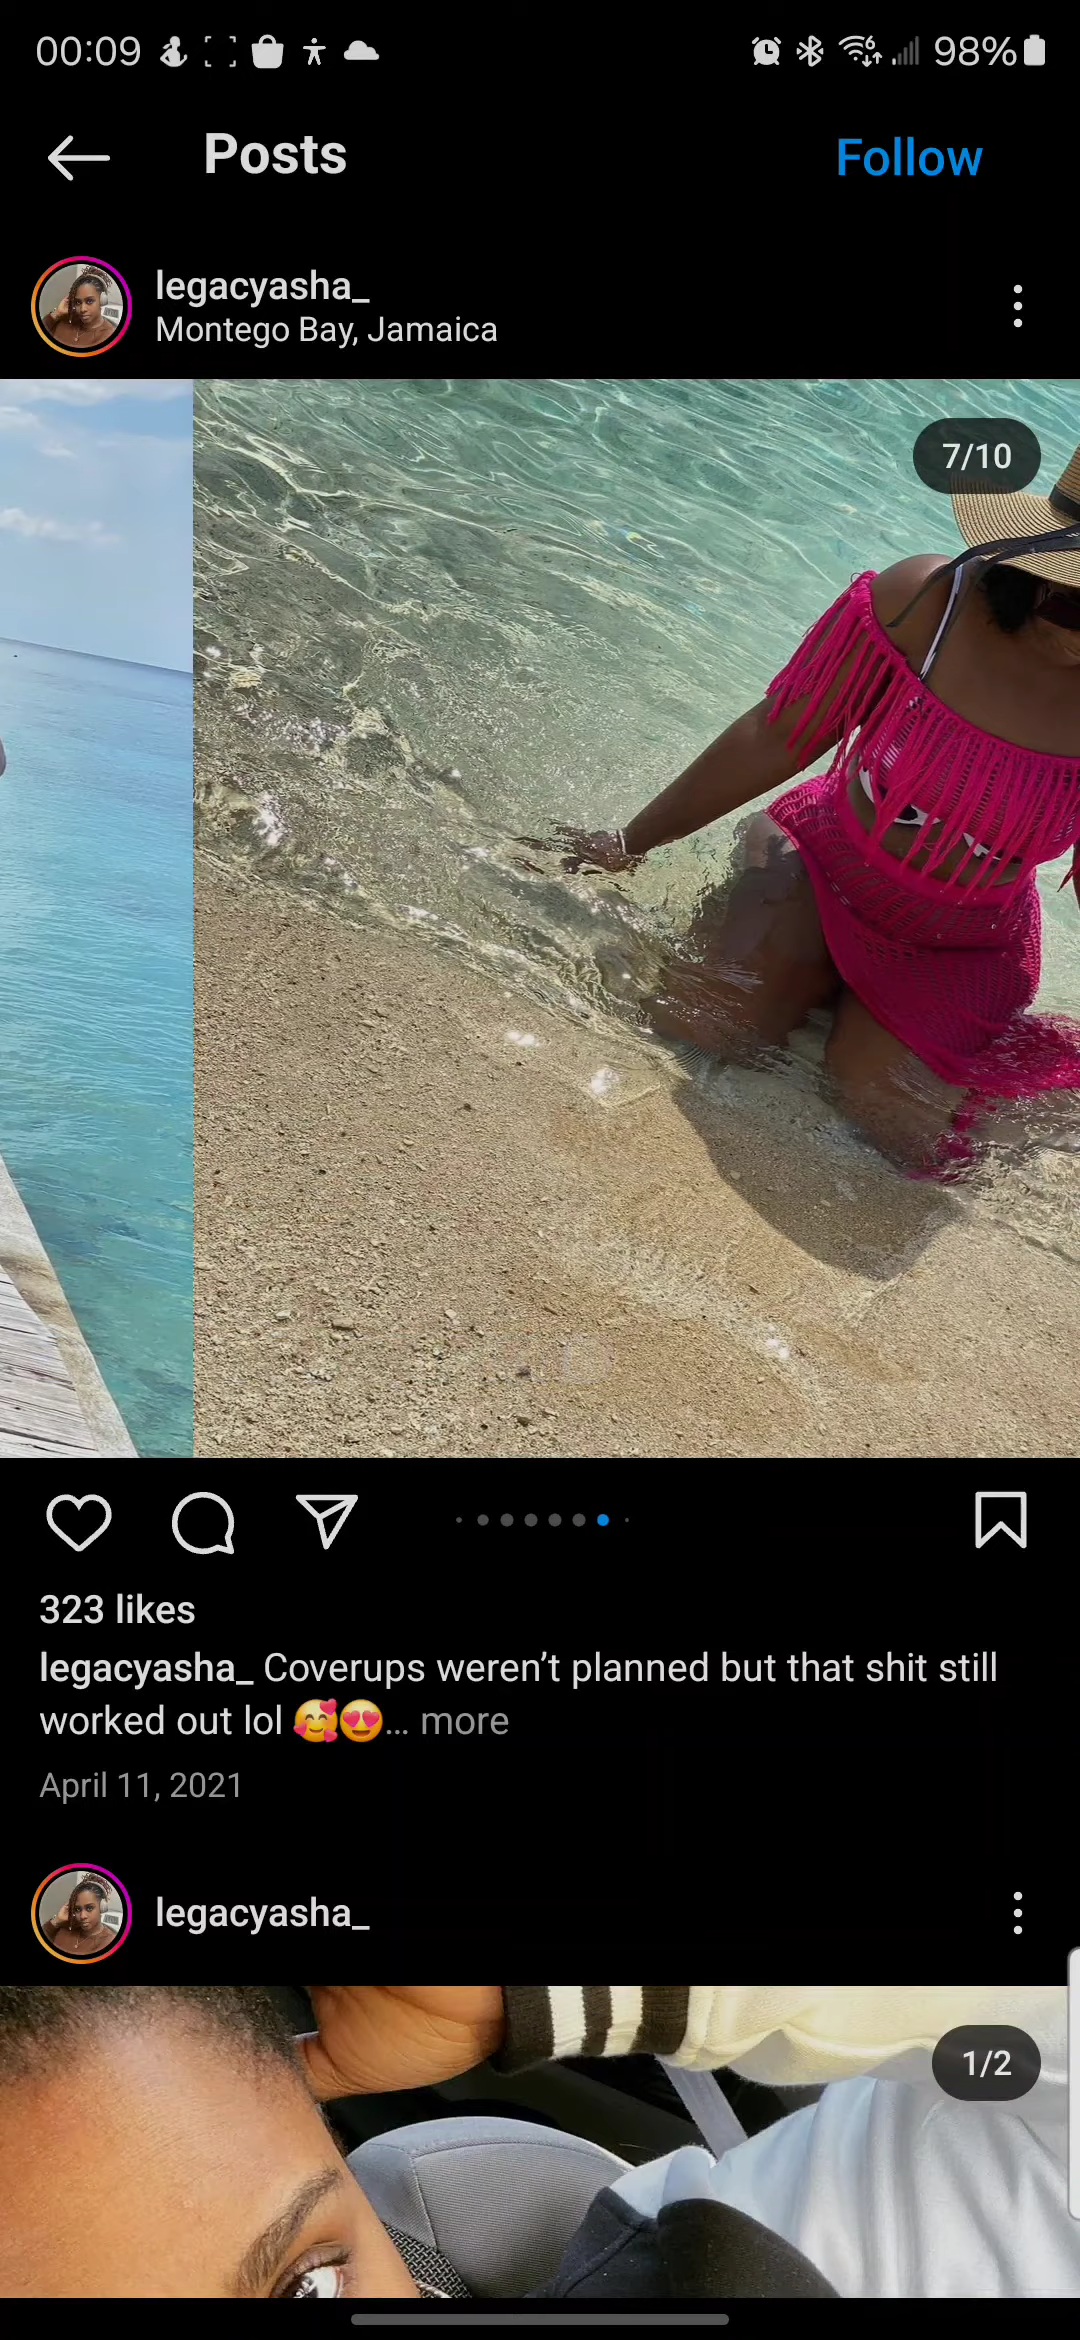 00:09
98%
Posts
Follow
legacyasha_
Montego Bay, Jamaica
7/10
323 likes
legacyasha_ Coverups weren’t planned but that shit still
worked out lol 🥰😍... more
April 11, 2021
legacyasha_
1/2